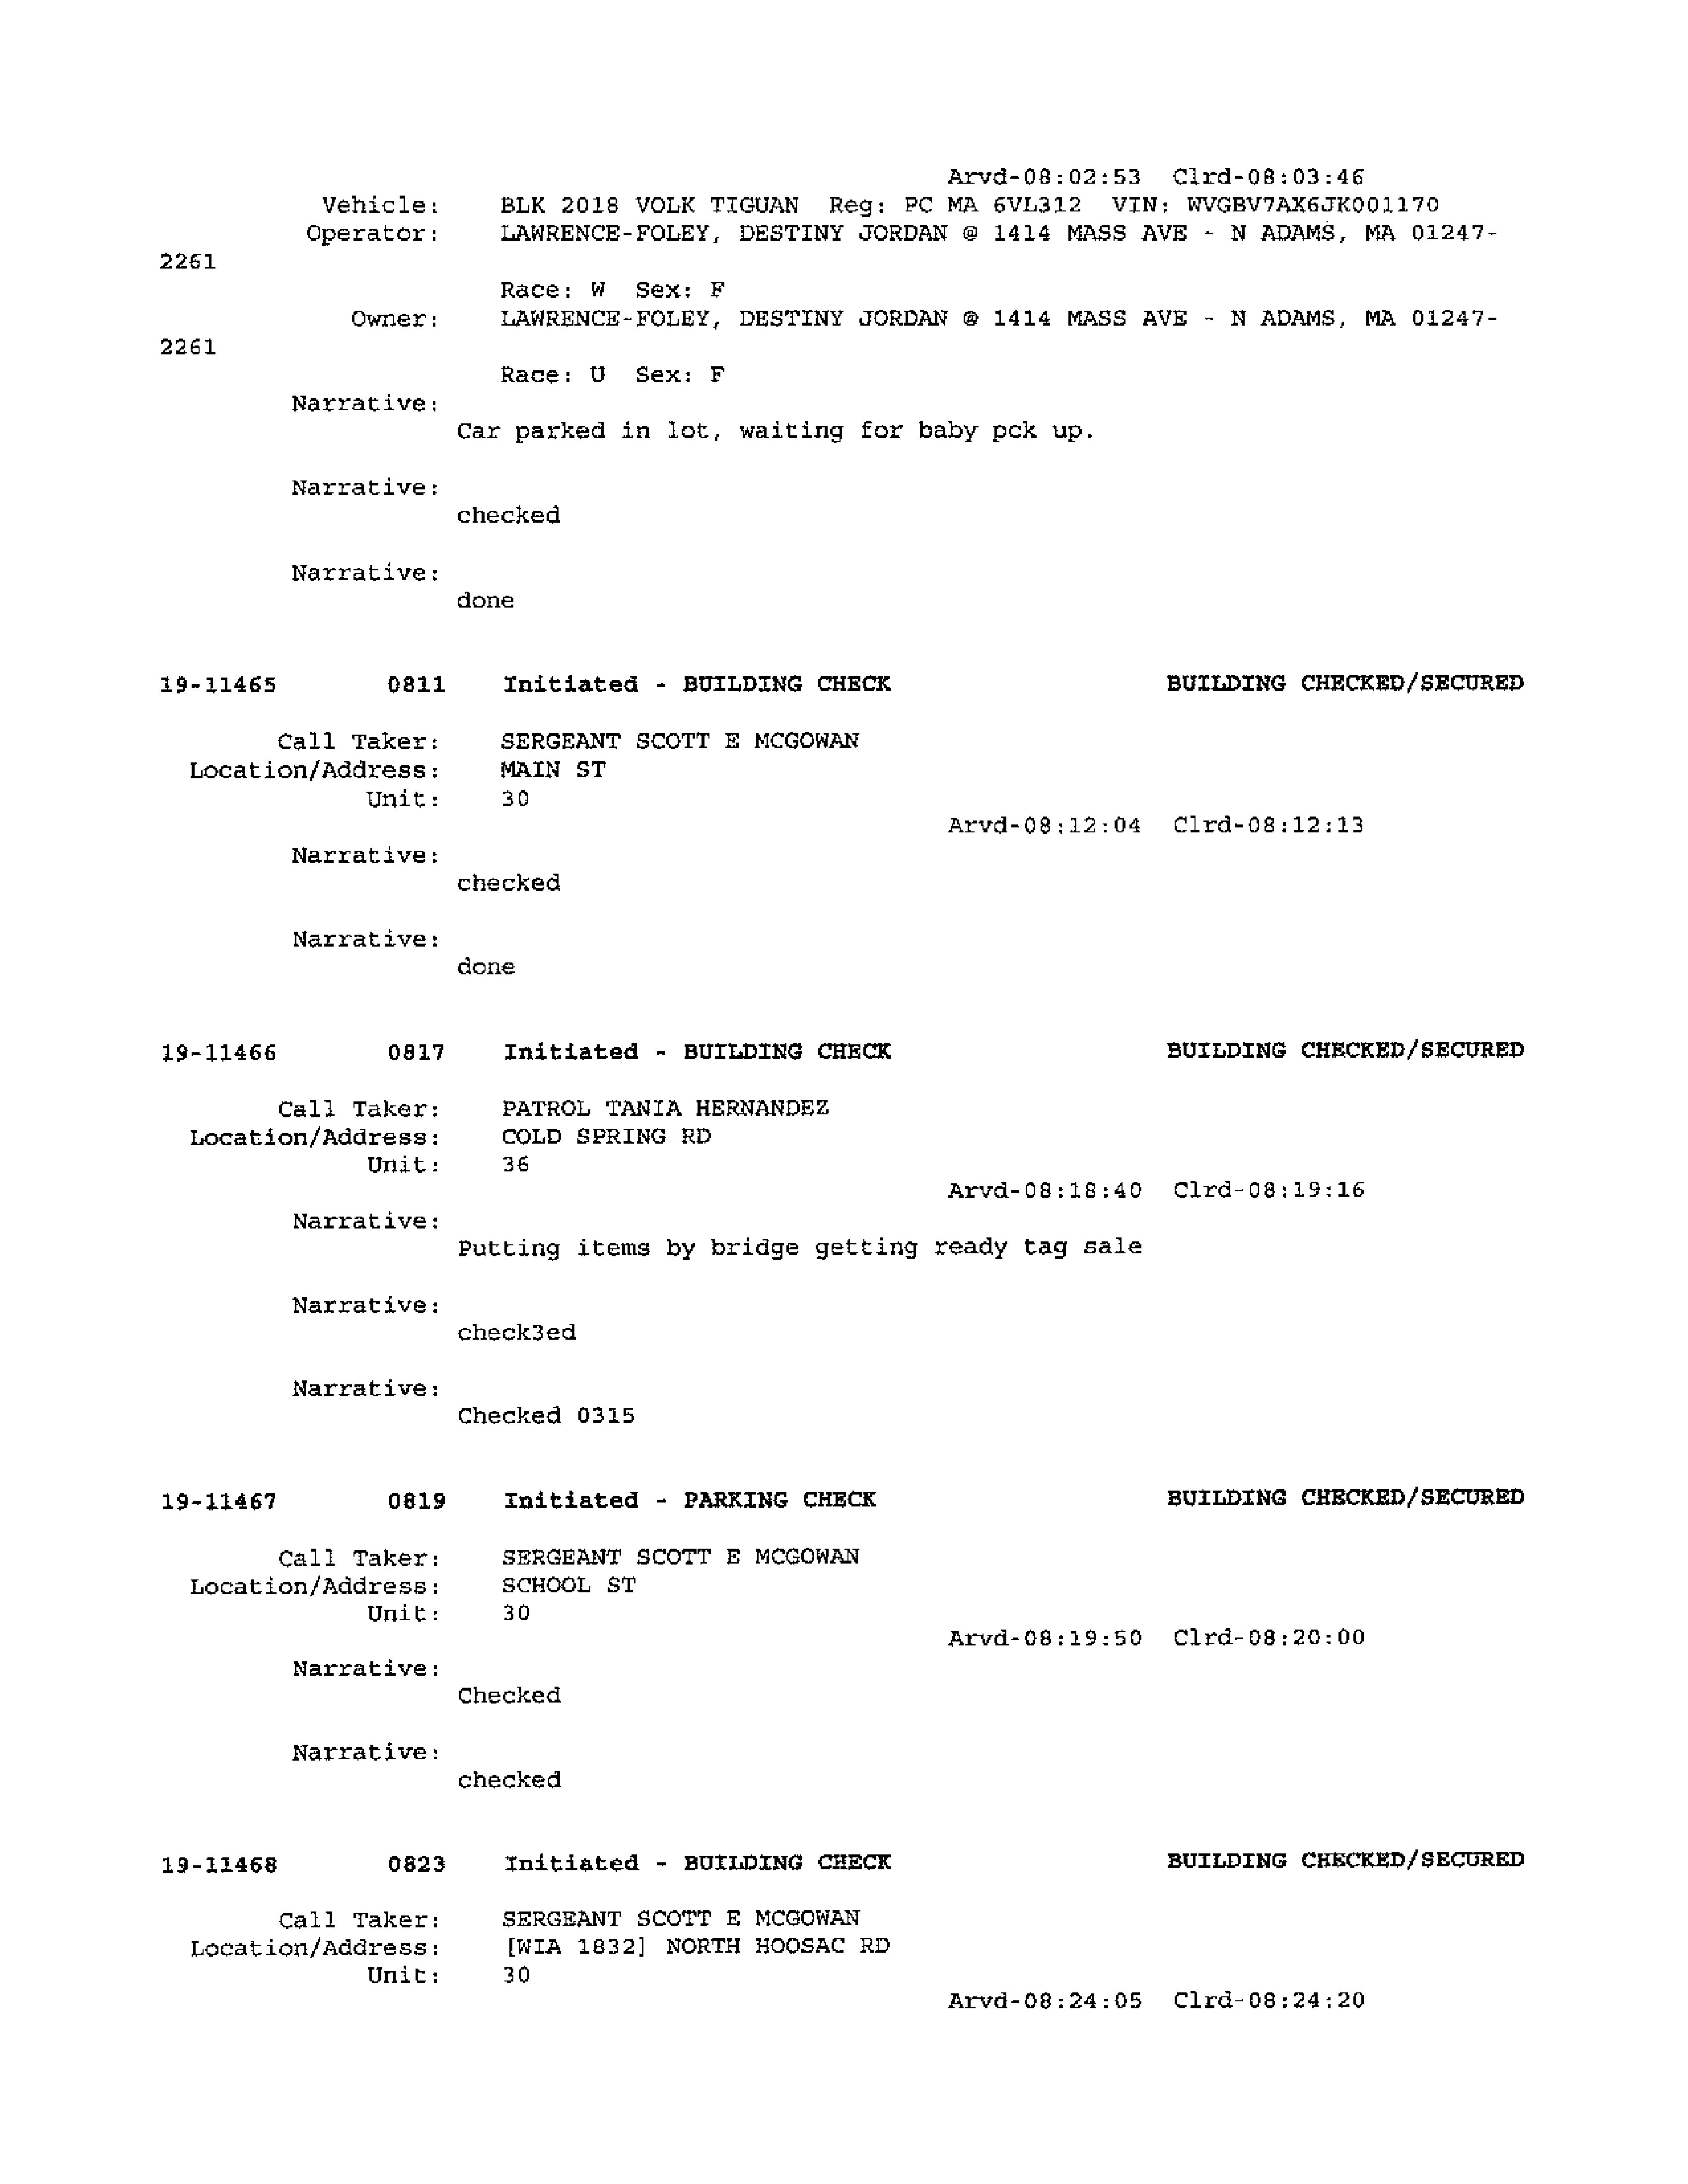 Arvd-08:02:53 Clrd-08:03:46
Vehicle: BLK 2018 VOLK TIGUAN Reg: PC MA 6VL312 VIN: WVGBV7AX6JK001170
Operator: LAWRENCE-FOLEY, DESTINY JORDAN @ 1414 MASS AVE - N ADAMS, MA 01247-
2261
Race: W Sex: F
Owner: LAWRENCE-FOLEY, DESTINY JORDAN @ 1414 MASS AVE - N ADAMS, MA 01247-
2261
Race: U Sex: F
Narrative:
Car parked in lot, waiting for baby pck up.
Narrative:
checked
Narrative:
done
19-11465 0811 Initiated - BUILDING CHECK BUILDING CHECKED/SECURED
Call Taker: SERGEANT SCOTT E MCGOWAN
Location/Address: MAIN ST
Unit: 30
Arvd-08:12:04 Clrd-08:12:13
Narrative:
checked
Narrative:
done
19-11466 0817 Initiated - BUILDING CHECK BUILDING CHECKED/SECURED
Call Taker: PATROL TANIA HERNANDEZ
Location/Address: COLD SPRING RD
Unit: 36
Arvd-08:18:40 Clrd-08:19:16
Narrative:
Putting items by bridge getting ready tag sale
Narrative:
check3ed
Narrative:
Checked 0315
19-11467 0819 Initiated - PARKING CHECK BUILDING CHECKED/SECURED
Call Taker: SERGEANT SCOTT E MCGOWAN
Location/Address: SCHOOL ST
Unit: 30
Arvd-08:19:50 Clrd-08:20:00
Narrative:
Checked
Narrative:
checked
19-11468 0823 Initiated - BUILDING CHECK BUILDING CHECKED/SECURED
Call Taker: SERGEANT SCOTT E MCGOWAN
Location/Address: [WIA 1832] NORTH HOOSAC RD
Unit: 30
Arvd-08:24:05 Clrd-08:24:20